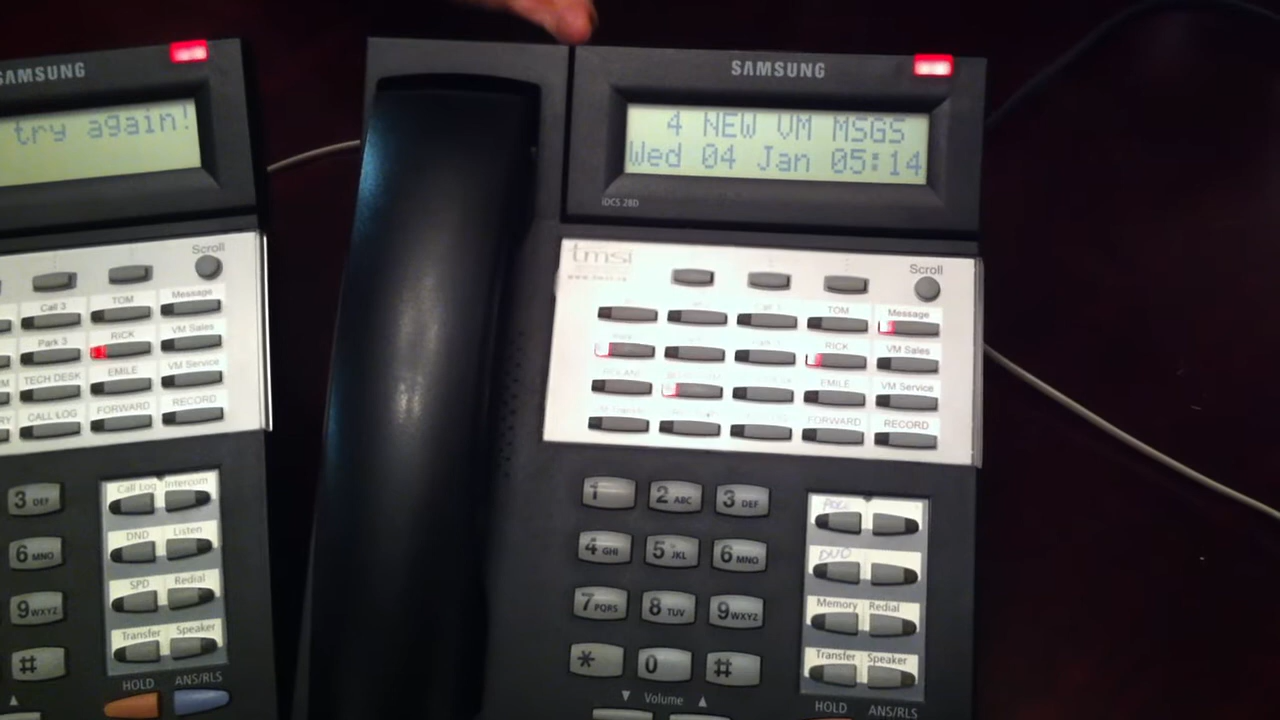 SAMSUNG
try again!
Scroll
Call 3
TOM
Message
Park 3
RICK
VM Sales
TECH DESK
EMILE
VM Service
CALL LOG
FORWARD
RECORD
3 DEF
6 MNO
9 WXYZ
#
Call Log
Intercom
DND
Listen
SPD
Redial
Transfer
Speaker
HOLD
ANS/RLS
SAMSUNG
4 NEW VM MSGS
Wed 04 Jan 05:14
iDCS 28D
tmsi
Scroll
TOM
Message
RICK
VM Sales
EMILE
VM Service
FORWARD
RECORD
1
2 ABC
3 DEF
4 GHI
5 JKL
6 MNO
7 PQRS
8 TUV
9 WXYZ
*
0
#
Memory
Redial
Transfer
Speaker
Volume
HOLD
ANS/RLS